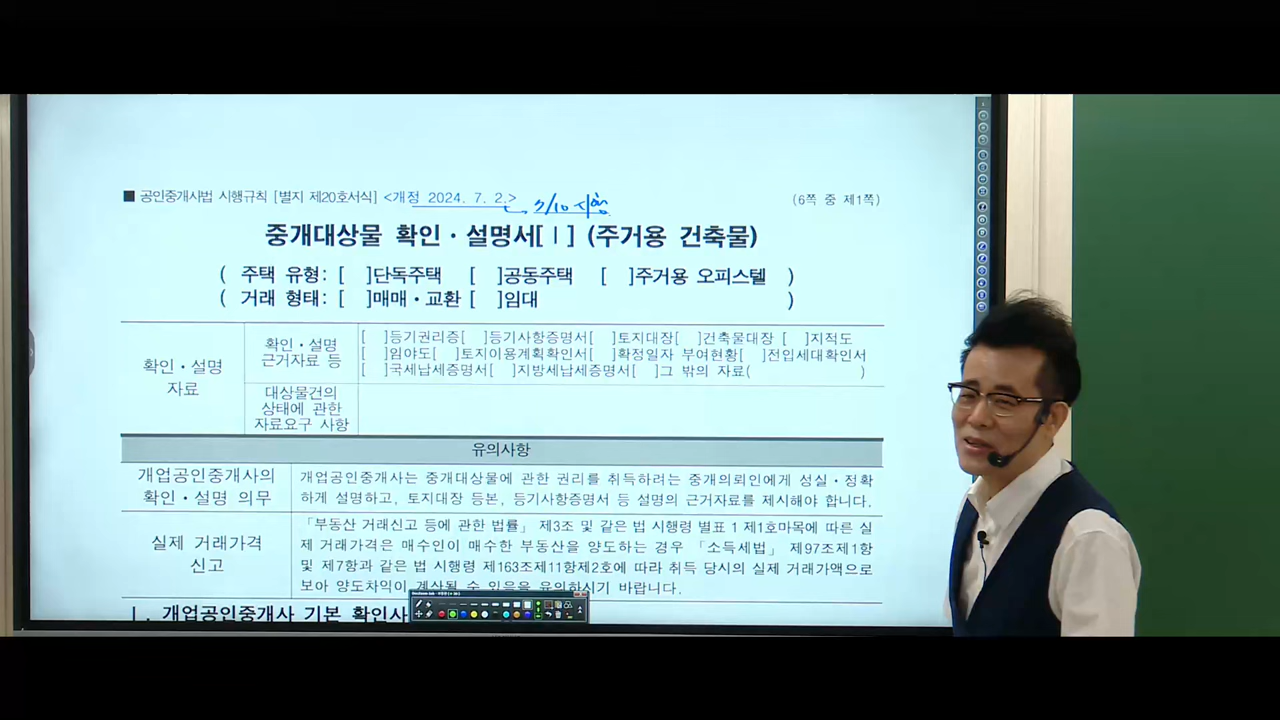 ■ 공인중개사법 시행규칙 [별지 제20호서식] <개정 2024. 7. 2.> 7/10 시행 (6쪽 중 제1쪽)
중개대상물 확인·설명서[Ⅰ] (주거용 건축물)
( 주택 유형: [ ]단독주택 [ ]공동주택 [ ]주거용 오피스텔 )
( 거래 형태: [ ]매매·교환 [ ]임대 )
확인·설명
자료
확인·설명
근거자료 등
[ ]등기권리증[ ]등기사항증명서[ ]토지대장[ ]건축물대장 [ ]지적도
[ ]임야도[ ]토지이용계획확인서[ ]확정일자 부여현황[ ]전입세대확인서
[ ]국세납세증명서[ ]지방세납세증명서[ ]그 밖의 자료( )
대상물건의
상태에 관한
자료요구 사항
유의사항
개업공인중개사의
확인·설명 의무
개업공인중개사는 중개대상물에 관한 권리를 취득하려는 중개의뢰인에게 성실·정확
하게 설명하고, 토지대장 등본, 등기사항증명서 등 설명의 근거자료를 제시해야 합니다.
실제 거래가격
신고
「부동산 거래신고 등에 관한 법률」 제3조 및 같은 법 시행령 별표 1 제1호마목에 따른 실
제 거래가격은 매수인이 매수한 부동산을 양도하는 경우 「소득세법」 제97조제1항
및 제7항과 같은 법 시행령 제163조제11항제2호에 따라 취득 당시의 실제 거래가액으로
보아 양도차익이 계산될 수 있음을 유의하시기 바랍니다.
Ⅰ. 개업공인중개사 기본 확인사